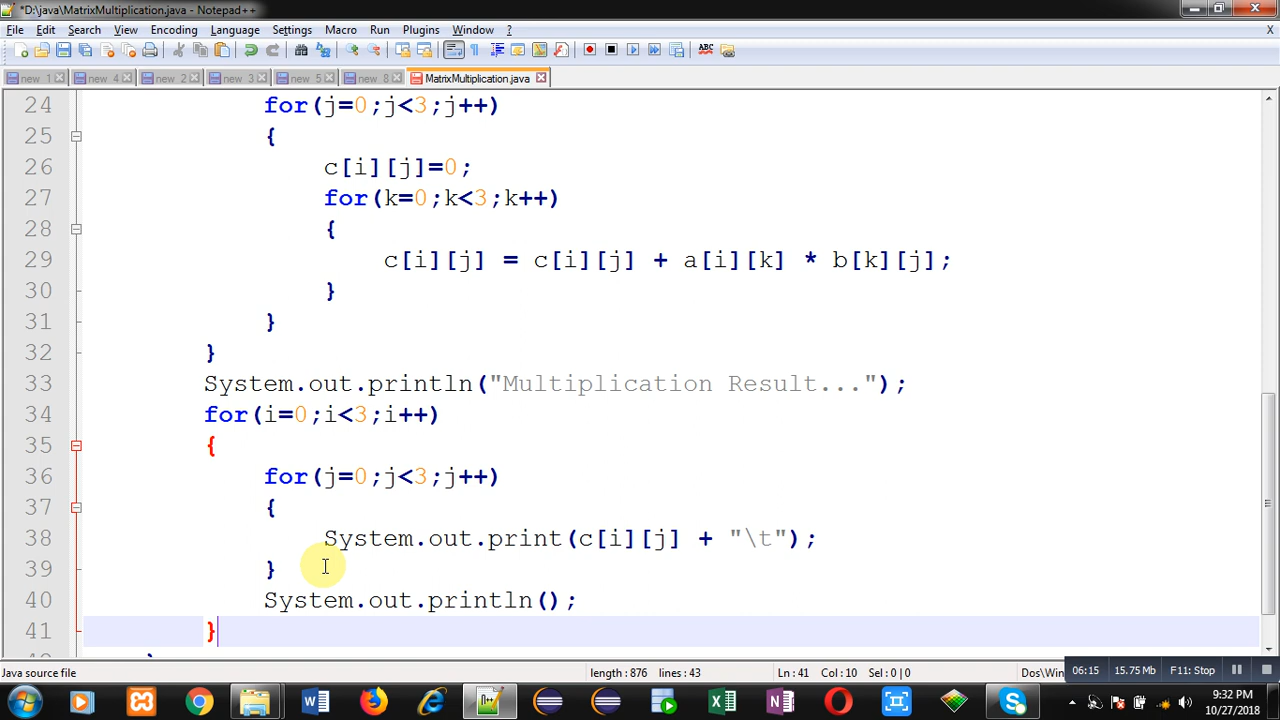 *D:\java\MatrixMultiplication.java - Notepad++
File Edit Search View Encoding Language Settings Macro Run Plugins Window ? X
new 1 new 4 new 2 new 3 new 5 new 8 MatrixMultiplication.java
24 for(j=0;j<3;j++)
25 {
26 c[i][j]=0;
27 for(k=0;k<3;k++)
28 {
29 c[i][j] = c[i][j] + a[i][k] * b[k][j];
30 }
31 }
32 }
33 System.out.println("Multiplication Result...");
34 for(i=0;i<3;i++)
35 {
36 for(j=0;j<3;j++)
37 {
38 System.out.print(c[i][j] + "\t");
39 }
40 System.out.println();
41 }
Java source file length : 876 lines : 43 Ln : 41 Col : 10 Sel : 0 | 0 Dos\Win
06:15 15.75 Mb F11: Stop
9:32 PM
10/27/2018